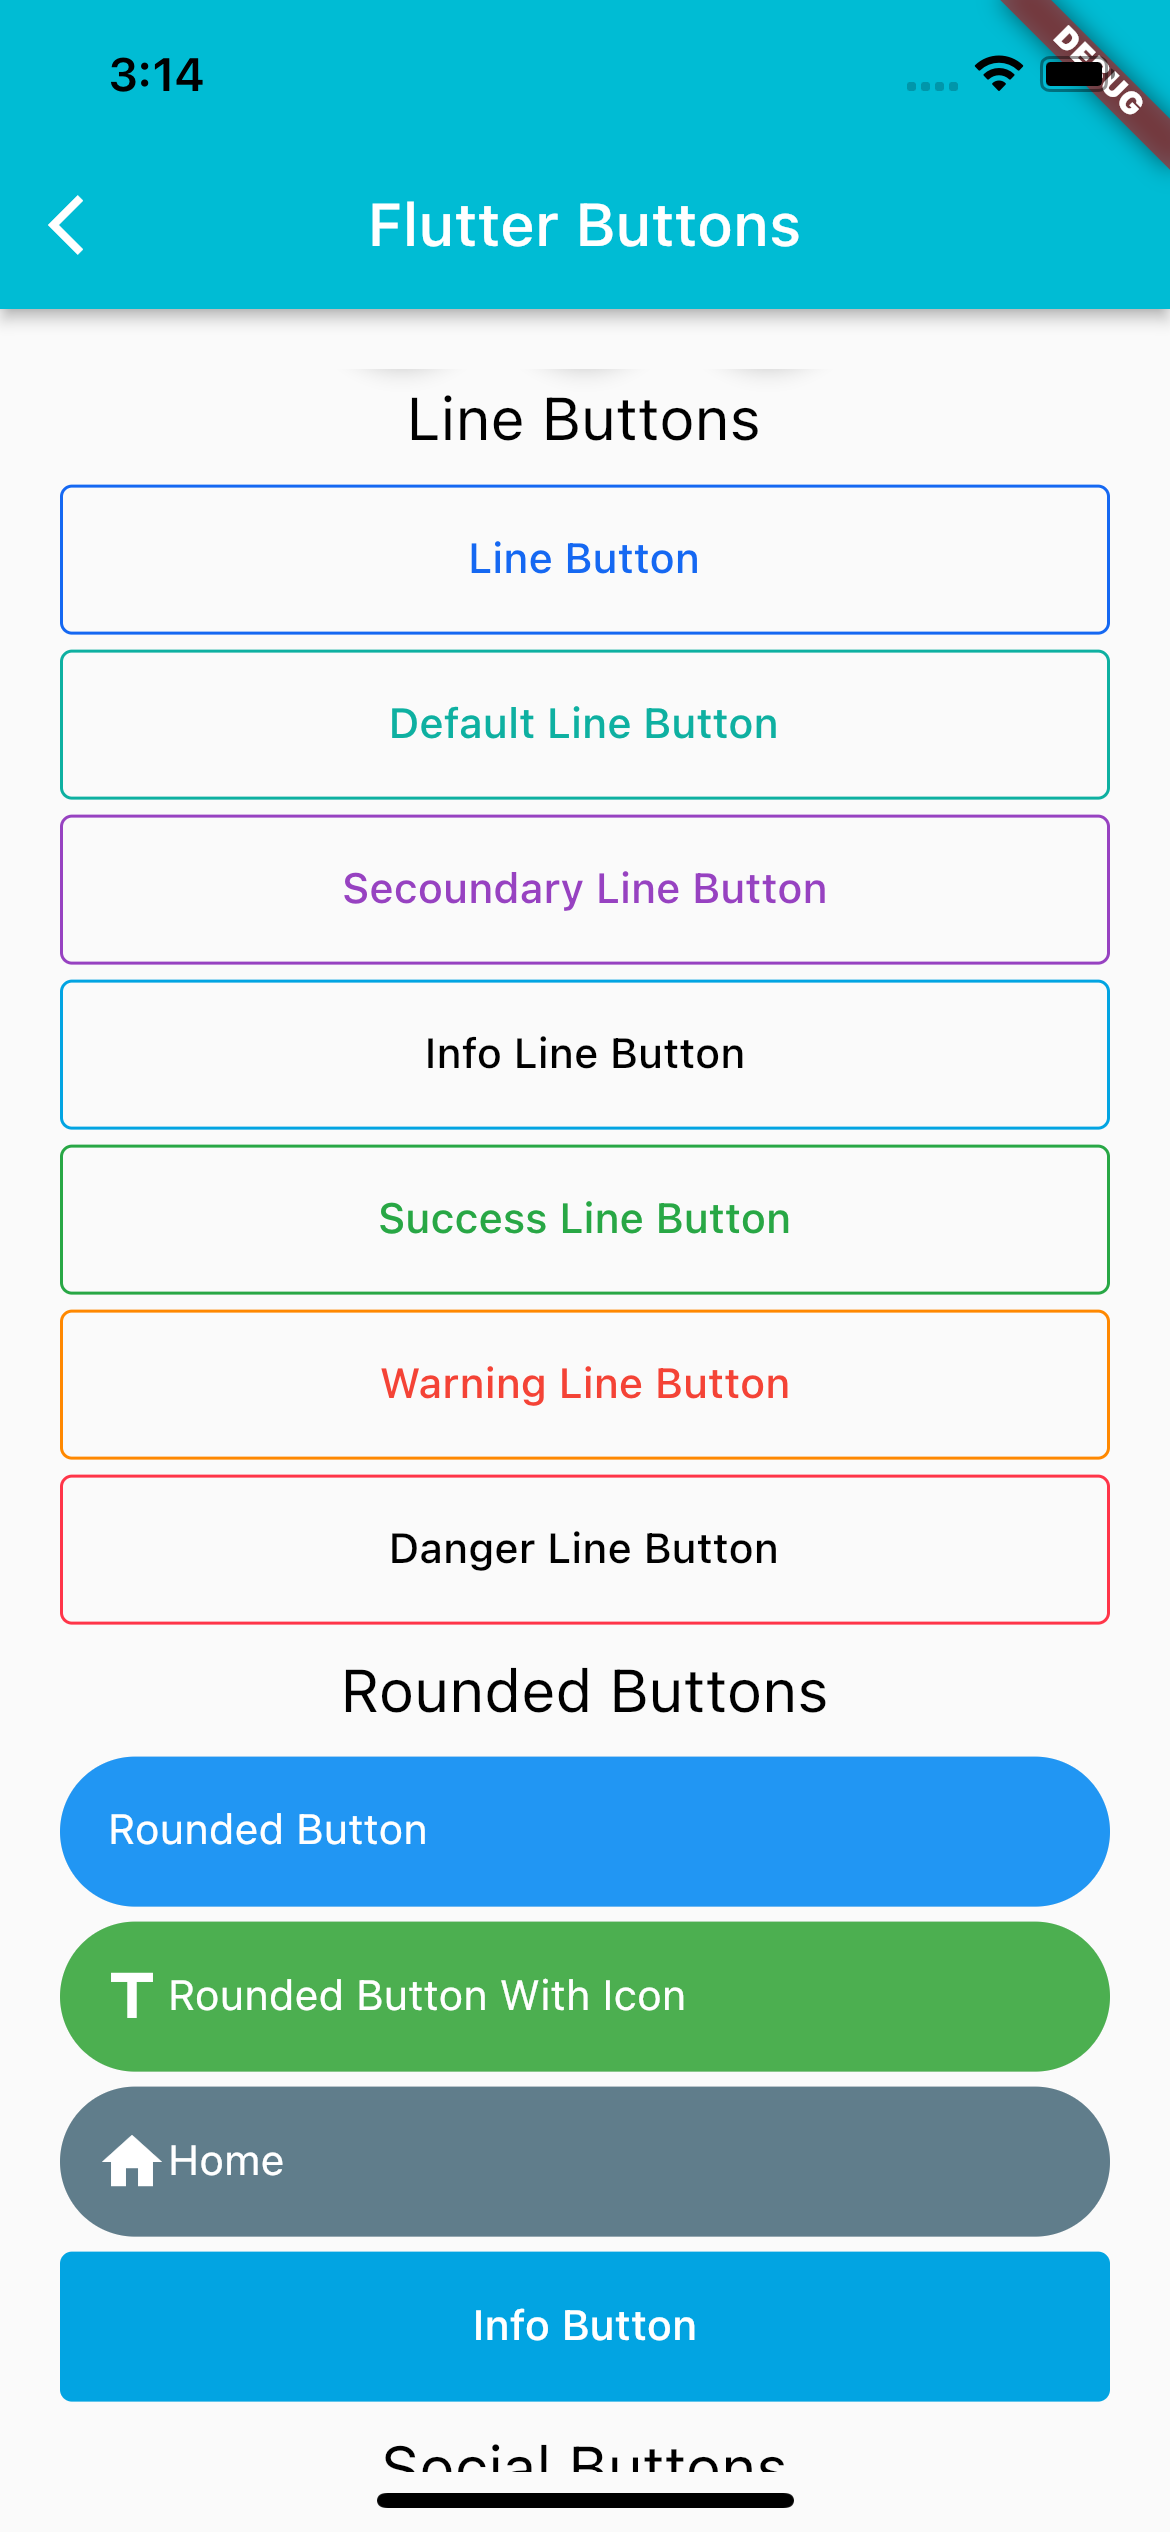 3:14
DEBUG
Flutter Buttons
Line Buttons
Line Button
Default Line Button
Secoundary Line Button
Info Line Button
Success Line Button
Warning Line Button
Danger Line Button
Rounded Buttons
Rounded Button
T Rounded Button With Icon
Home
Info Button
Social Buttons